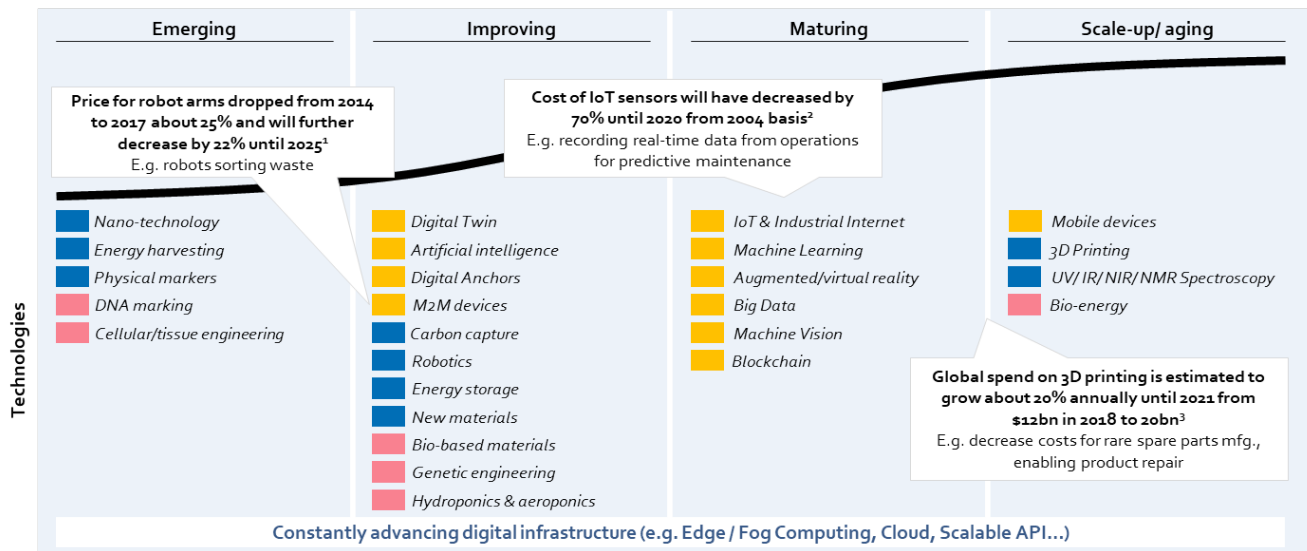 Emerging
Improving
Maturing
Scale-up/ aging
Price for robot arms dropped from 2014
to 2017 about 25% and will further
decrease by 22% until 2025¹
E.g. robots sorting waste
Cost of IoT sensors will have decreased by
70% until 2020 from 2004 basis²
E.g. recording real-time data from operations
for predictive maintenance
Technologies
Nano-technology
Energy harvesting
Physical markers
DNA marking
Cellular/tissue engineering
Digital Twin
Artificial intelligence
Digital Anchors
M2M devices
Carbon capture
Robotics
Energy storage
New materials
Bio-based materials
Genetic engineering
Hydroponics & aeroponics
IoT & Industrial Internet
Machine Learning
Augmented/virtual reality
Big Data
Machine Vision
Blockchain
Mobile devices
3D Printing
UV/ IR/ NIR/ NMR Spectroscopy
Bio-energy
Global spend on 3D printing is estimated to
grow about 20% annually until 2021 from
$12bn in 2018 to 20bn³
E.g. decrease costs for rare spare parts mfg.,
enabling product repair
Constantly advancing digital infrastructure (e.g. Edge / Fog Computing, Cloud, Scalable API...)